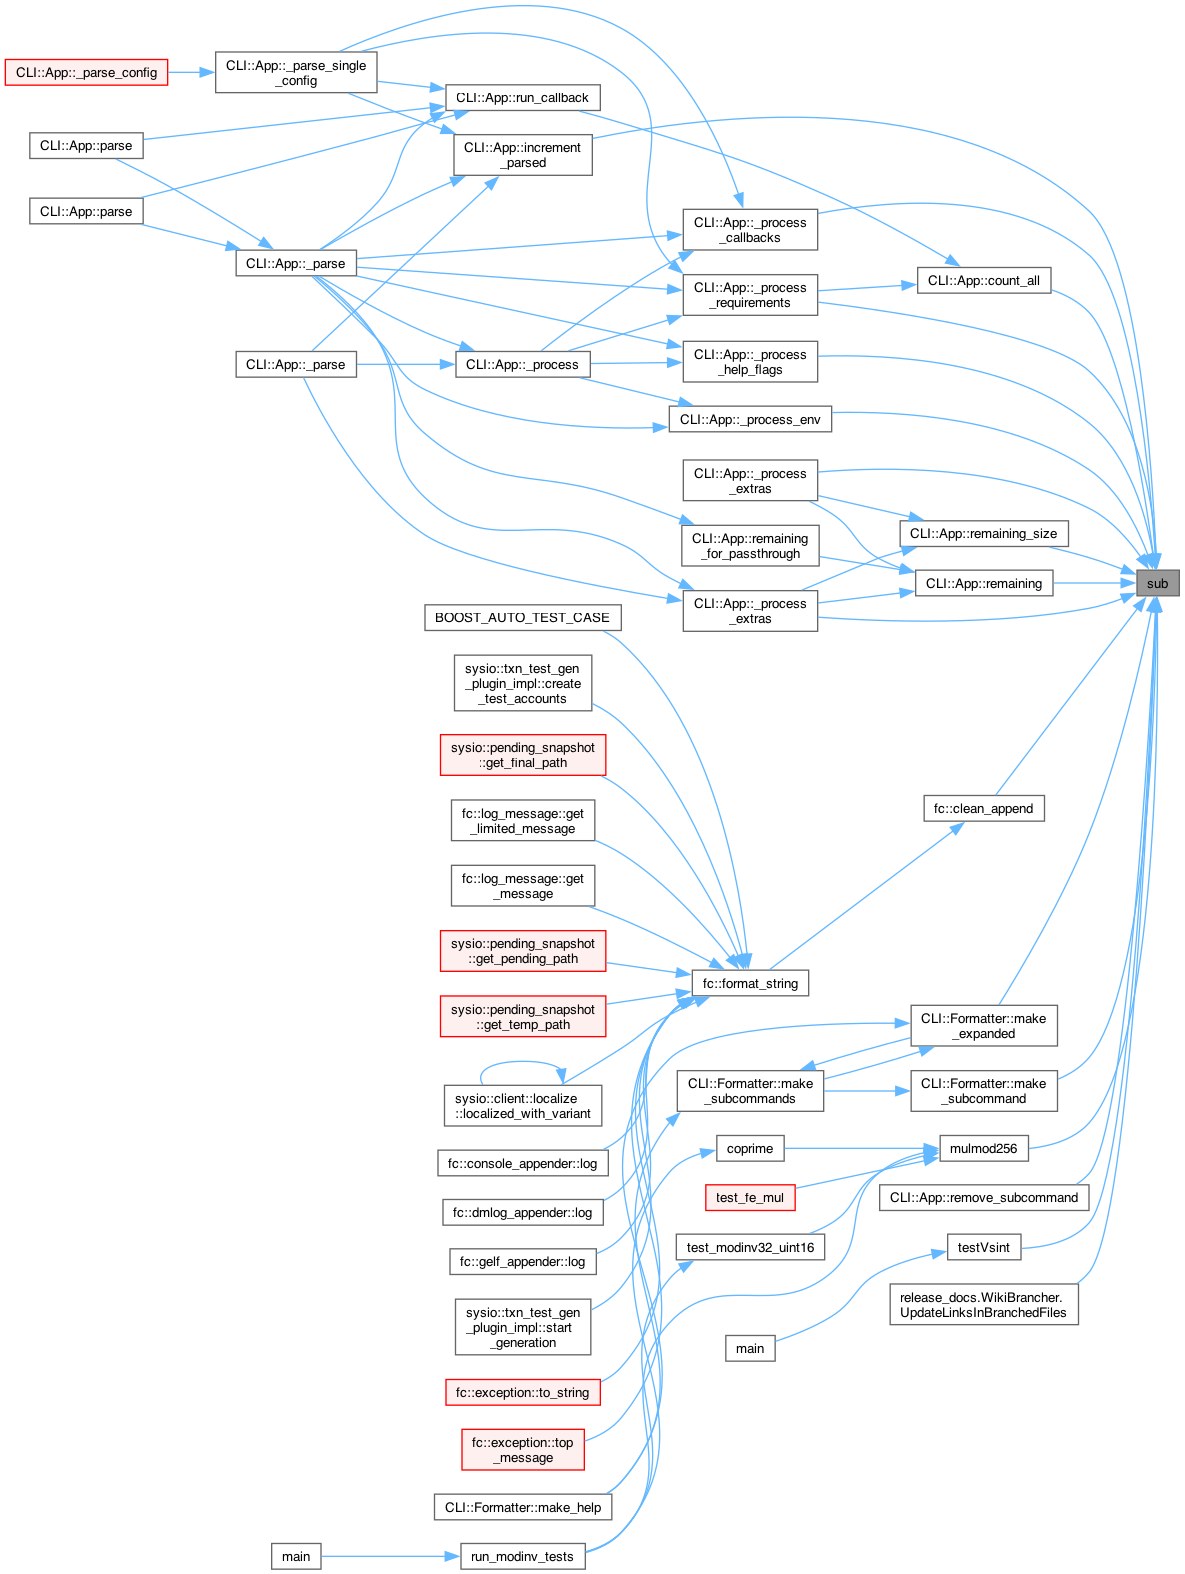 CLI::App::_parse_config
CLI::App::_parse_single
_config
CLI::App::run_callback
CLI::App::parse
CLI::App::increment
_parsed
CLI::App::parse
CLI::App::_process
_callbacks
CLI::App::_parse
CLI::App::_process
_requirements
CLI::App::count_all
CLI::App::_parse
CLI::App::_process
CLI::App::_process
_help_flags
CLI::App::_process_env
CLI::App::_process
_extras
CLI::App::remaining
_for_passthrough
CLI::App::remaining_size
CLI::App::remaining
sub
CLI::App::_process
_extras
BOOST_AUTO_TEST_CASE
sysio::txn_test_gen
_plugin_impl::create
_test_accounts
sysio::pending_snapshot
::get_final_path
fc::log_message::get
_limited_message
fc::clean_append
fc::log_message::get
_message
sysio::pending_snapshot
::get_pending_path
fc::format_string
sysio::pending_snapshot
::get_temp_path
CLI::Formatter::make
_expanded
sysio::client::localize
::localized_with_variant
CLI::Formatter::make
_subcommands
CLI::Formatter::make
_subcommand
fc::console_appender::log
coprime
mulmod256
fc::dmlog_appender::log
test_fe_mul
CLI::App::remove_subcommand
fc::gelf_appender::log
test_modinv32_uint16
testVsint
sysio::txn_test_gen
_plugin_impl::start
_generation
release_docs.WikiBrancher.
UpdateLinksInBranchedFiles
main
fc::exception::to_string
fc::exception::top
_message
CLI::Formatter::make_help
main
run_modinv_tests